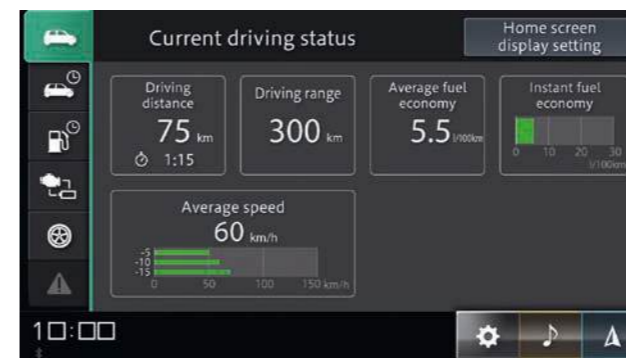 Current driving status
Home screen
display setting
Driving
distance
75 km
1:15
Driving range
300 km
Average fuel
economy
5.5 l/100km
Instant fuel
economy
0 10 20 30
l/100km
Average speed
60 km/h
-5
-10
-15
0 50 100 150 km/h
1□:□□